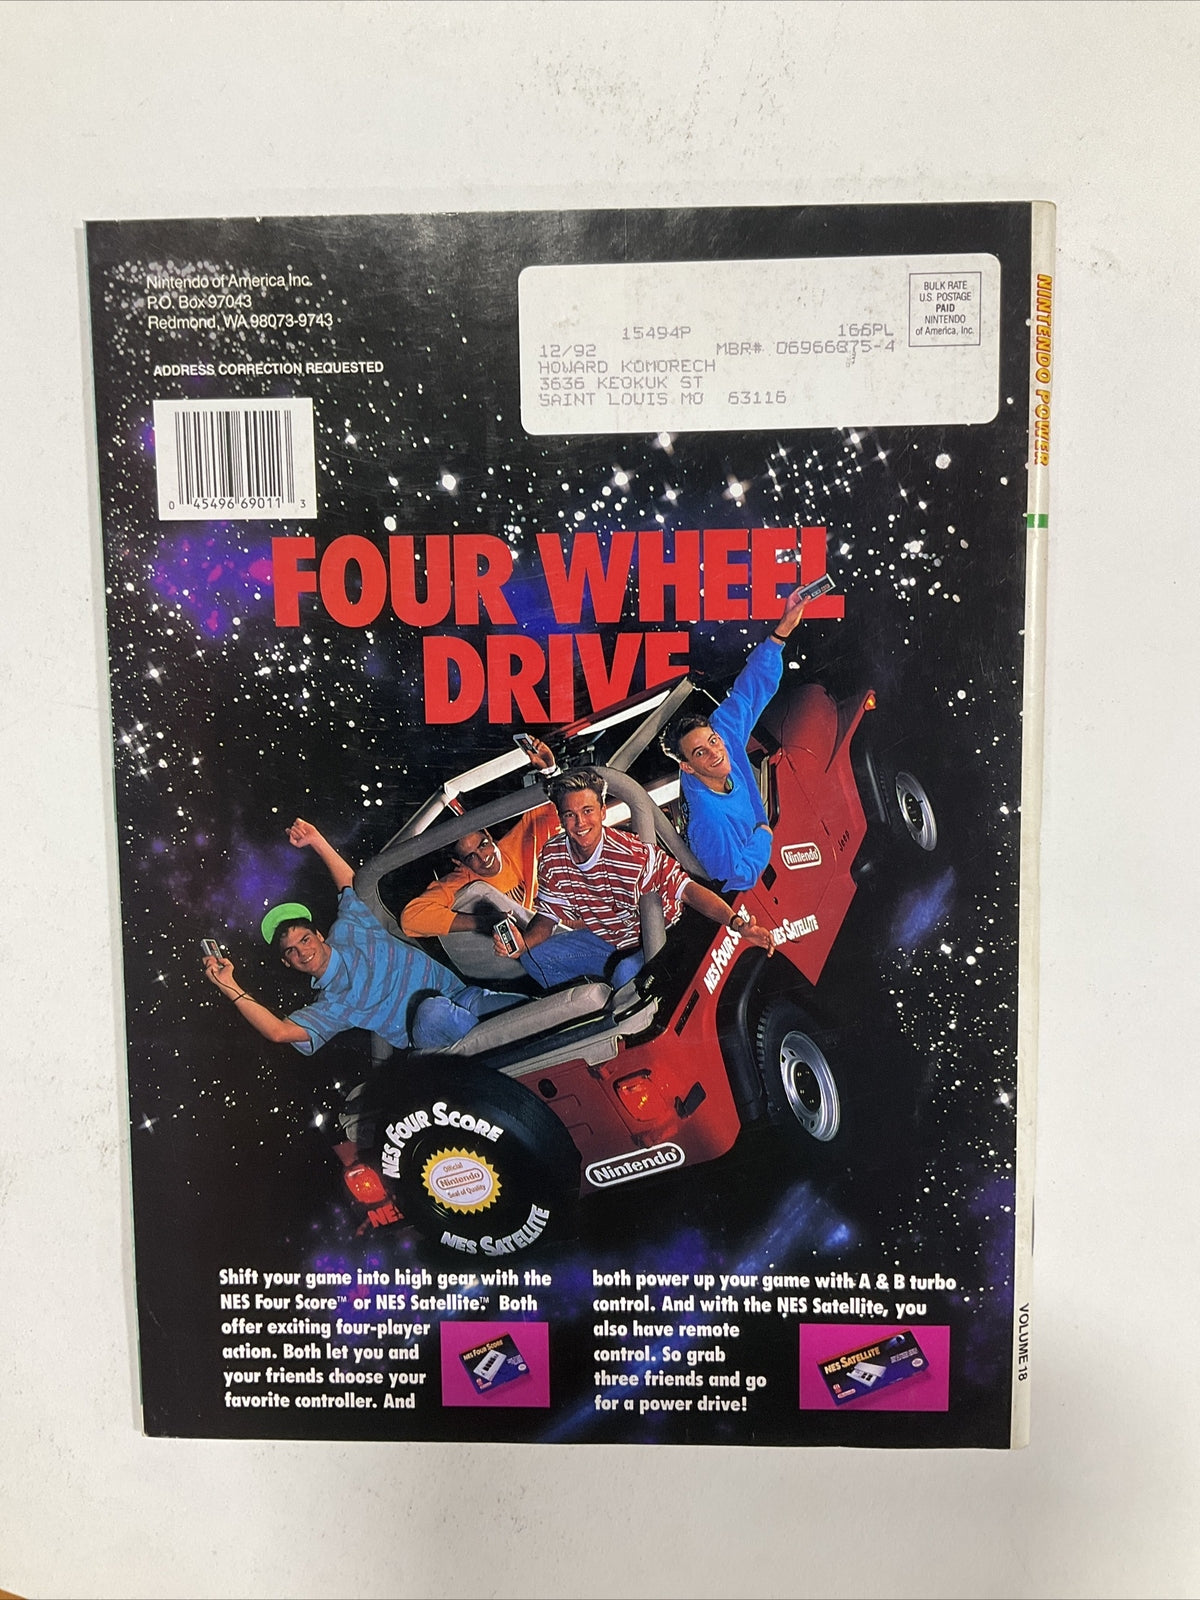 Nintendo of America Inc.
P.O. Box 97043
Redmond, WA 98073-9743
ADDRESS CORRECTION REQUESTED
BULK RATE
U.S. POSTAGE
PAID
NINTENDO
of America, Inc.
15494P 166PL
12/92 MBR# 06966875-4
HOWARD KOMORECH
3636 KEOKUK ST
SAINT LOUIS MO 63116
0 45496 69011 3
NINTENDO POWER
VOLUME 18
FOUR WHEEL
DRIVE
Nintendo
Jeep
NES FOUR SCORE
NES SATELLITE
NES FOUR SCORE
Official
Nintendo
Seal of Quality
NES SATELLITE
NES
Nintendo®
Shift your game into high gear with the
NES Four Score™ or NES Satellite.™ Both
offer exciting four-player
action. Both let you and
your friends choose your
favorite controller. And
NES FOUR SCORE
both power up your game with A & B turbo
control. And with the NES Satellite, you
also have remote
control. So grab
three friends and go
for a power drive!
NES SATELLITE
Nintendo